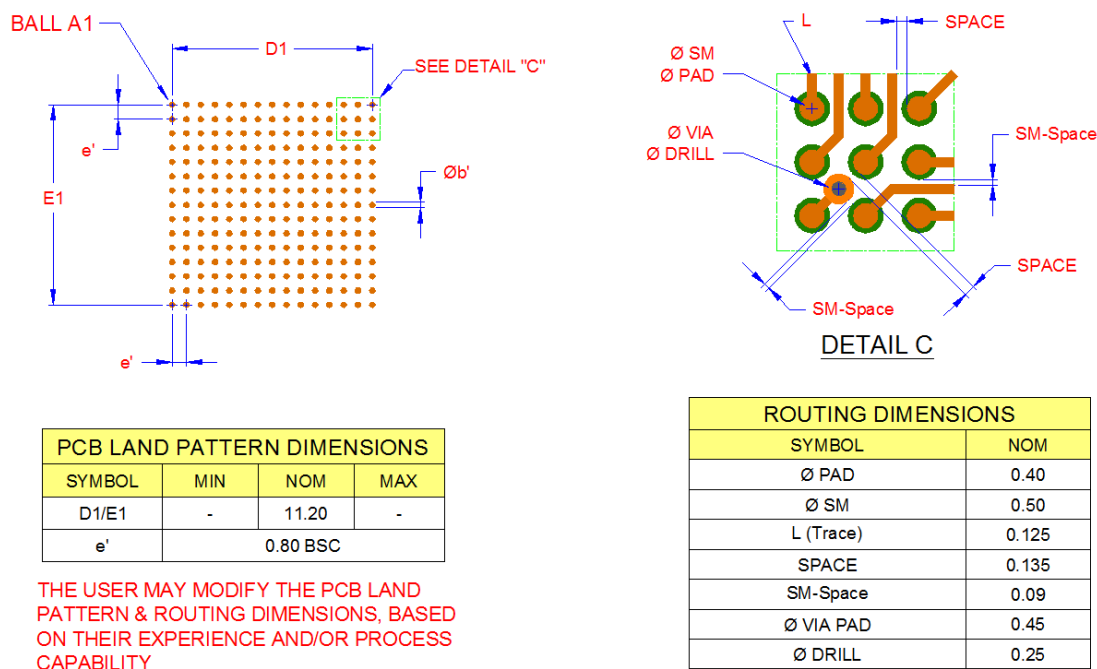 BALL A1
D1
SEE DETAIL "C"
e'
E1
Øb'
e'
L
SPACE
Ø SM
Ø PAD
Ø VIA
Ø DRILL
SM-Space
SPACE
SM-Space
DETAIL C
PCB LAND PATTERN DIMENSIONS
SYMBOL MIN NOM MAX
D1/E1 - 11.20 -
e' 0.80 BSC
THE USER MAY MODIFY THE PCB LAND
PATTERN & ROUTING DIMENSIONS, BASED
ON THEIR EXPERIENCE AND/OR PROCESS
CAPABILITY
ROUTING DIMENSIONS
SYMBOL NOM
Ø PAD 0.40
Ø SM 0.50
L (Trace) 0.125
SPACE 0.135
SM-Space 0.09
Ø VIA PAD 0.45
Ø DRILL 0.25